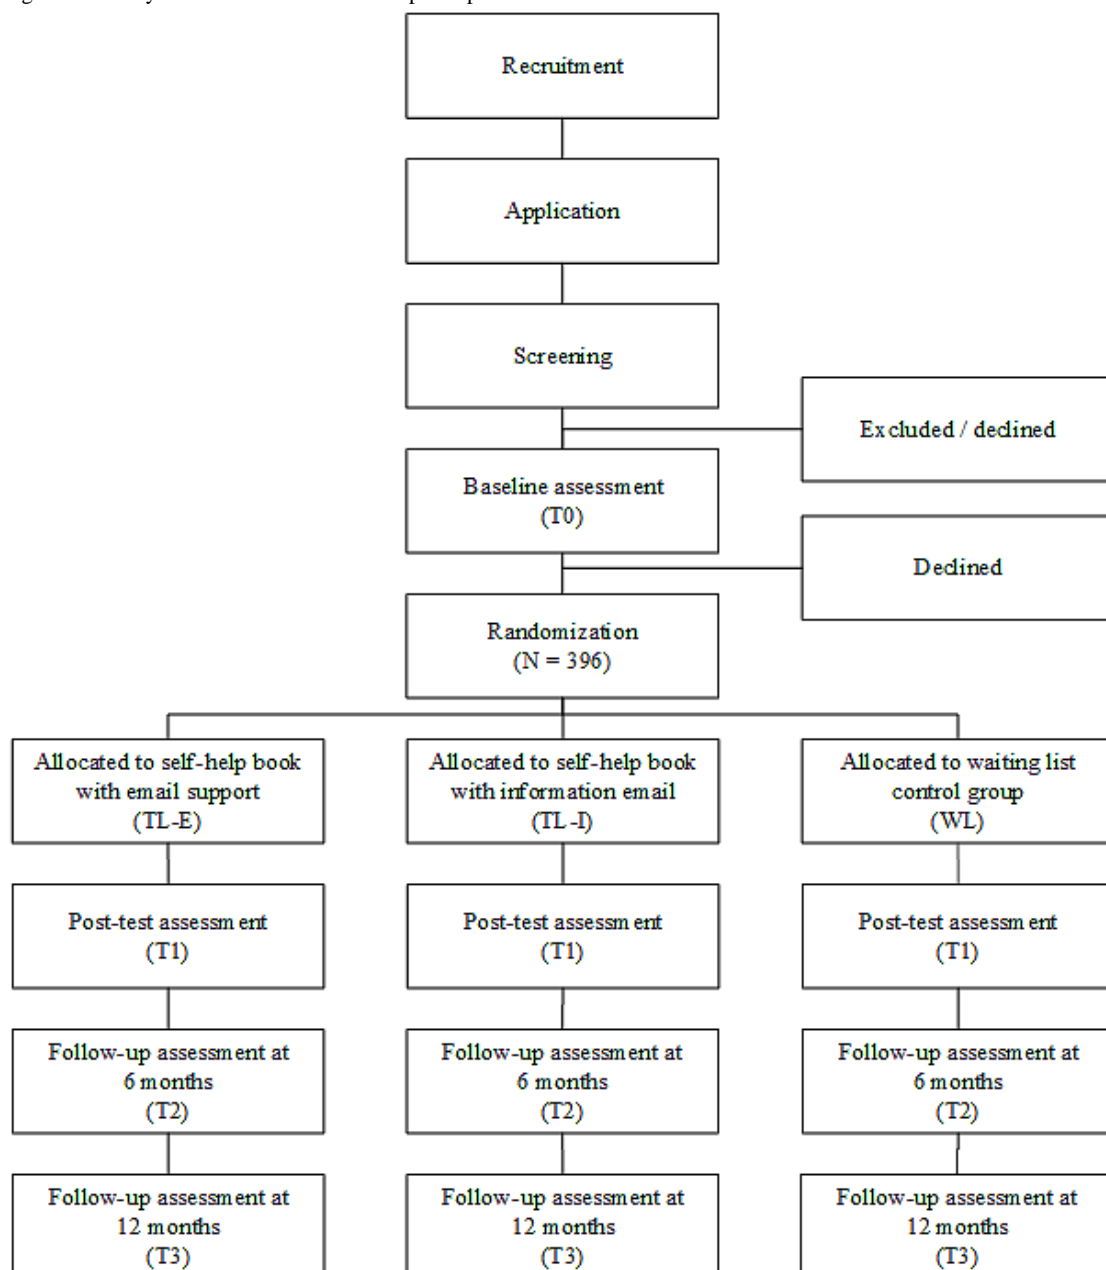 Recruitment
Application
Screening
Excluded / declined
Baseline assessment
(T0)
Declined
Randomization
(N = 396)
Allocated to self-help book
with email support
(TL-E)
Allocated to self-help book
with information email
(TL-I)
Allocated to waiting list
control group
(WL)
Post-test assessment
(T1)
Post-test assessment
(T1)
Post-test assessment
(T1)
Follow-up assessment at
6 months
(T2)
Follow-up assessment at
6 months
(T2)
Follow-up assessment at
6 months
(T2)
Follow-up assessment at
12 months
(T3)
Follow-up assessment at
12 months
(T3)
Follow-up assessment at
12 months
(T3)